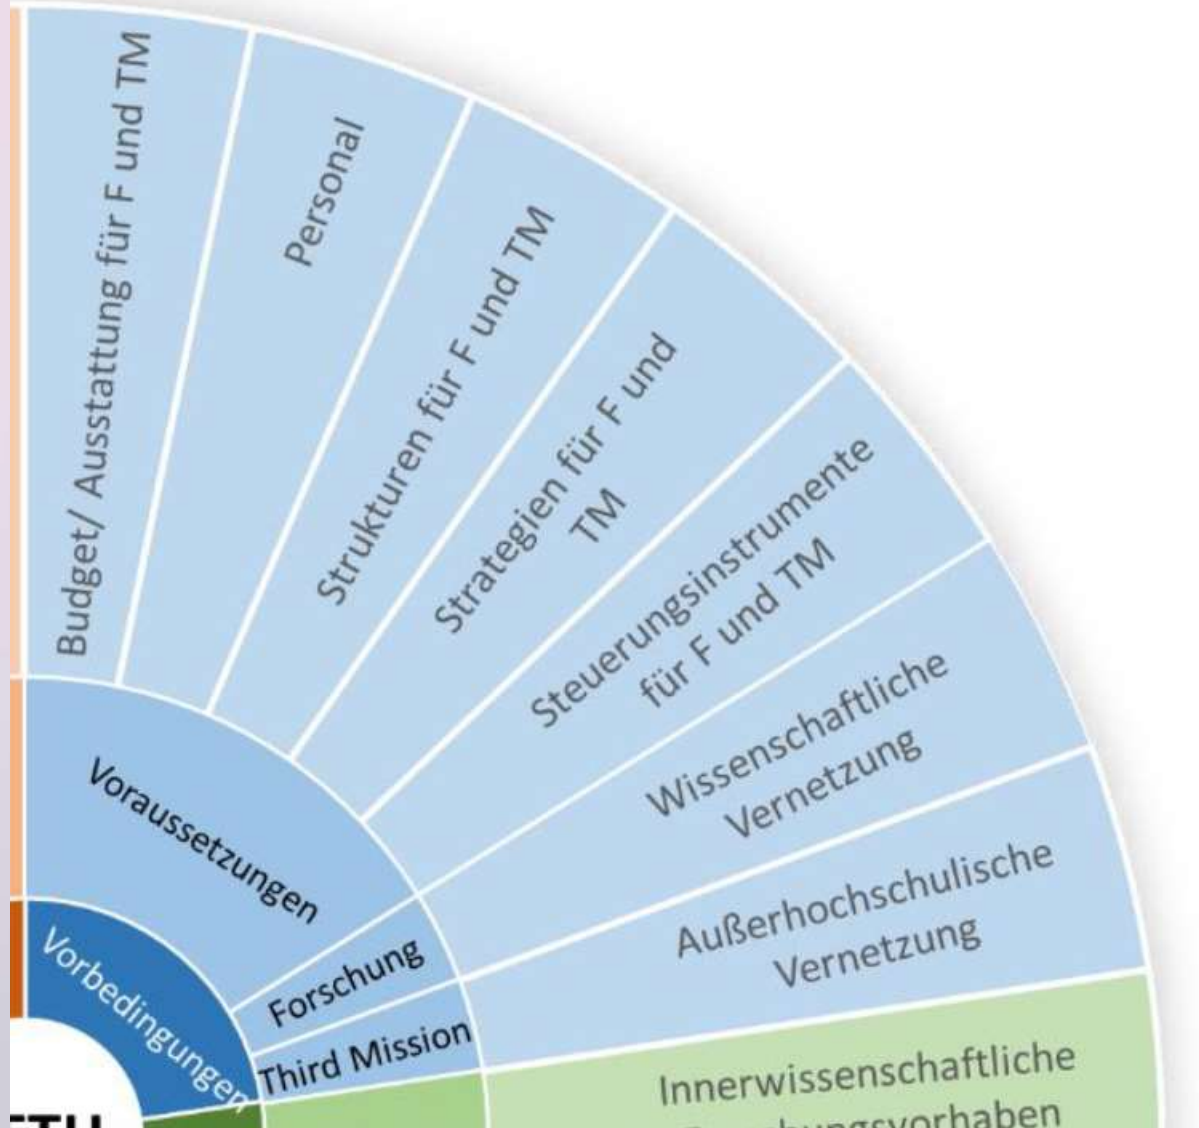 Budget/ Ausstattung für F und TM
Personal
Strukturen für F und TM
Strategien für F und
TM
Steuerungsinstrumente
für F und TM
Wissenschaftliche
Vernetzung
Außerhochschulische
Vernetzung
Innerwissenschaftliche
Voraussetzungen
Forschung
Third Mission
Vorbedingungen